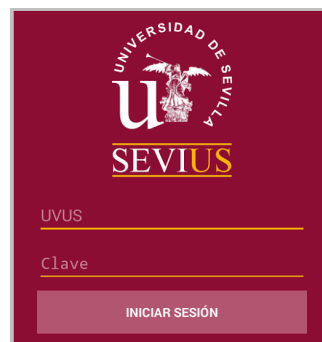 UNIVERSIDAD DE SEVILLA
u
SEVIUS
UVUS
Clave
INICIAR SESIÓN